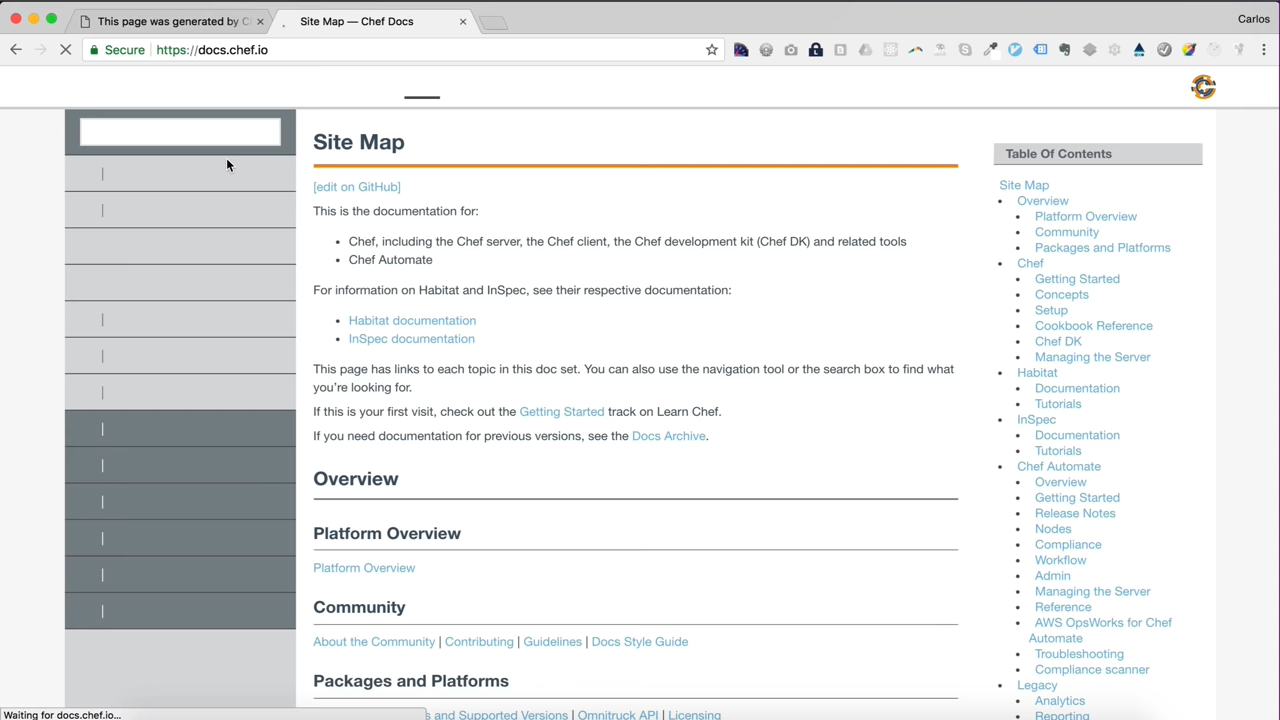 This page was generated by C
Site Map — Chef Docs
Carlos
Secure https://docs.chef.io
Site Map
[edit on GitHub]
This is the documentation for:
• Chef, including the Chef server, the Chef client, the Chef development kit (Chef DK) and related tools
• Chef Automate
For information on Habitat and InSpec, see their respective documentation:
• Habitat documentation
• InSpec documentation
This page has links to each topic in this doc set. You can also use the navigation tool or the search box to find what
you’re looking for.
If this is your first visit, check out the Getting Started track on Learn Chef.
If you need documentation for previous versions, see the Docs Archive.
Overview
Platform Overview
Platform Overview
Community
About the Community | Contributing | Guidelines | Docs Style Guide
Packages and Platforms
s and Supported Versions | Omnitruck API | Licensing
Table Of Contents
Site Map
• Overview
• Platform Overview
• Community
• Packages and Platforms
• Chef
• Getting Started
• Concepts
• Setup
• Cookbook Reference
• Chef DK
• Managing the Server
• Habitat
• Documentation
• Tutorials
• InSpec
• Documentation
• Tutorials
• Chef Automate
• Overview
• Getting Started
• Release Notes
• Nodes
• Compliance
• Workflow
• Admin
• Managing the Server
• Reference
• AWS OpsWorks for Chef
Automate
• Troubleshooting
• Compliance scanner
• Legacy
• Analytics
• Reporting
Waiting for docs.chef.io...